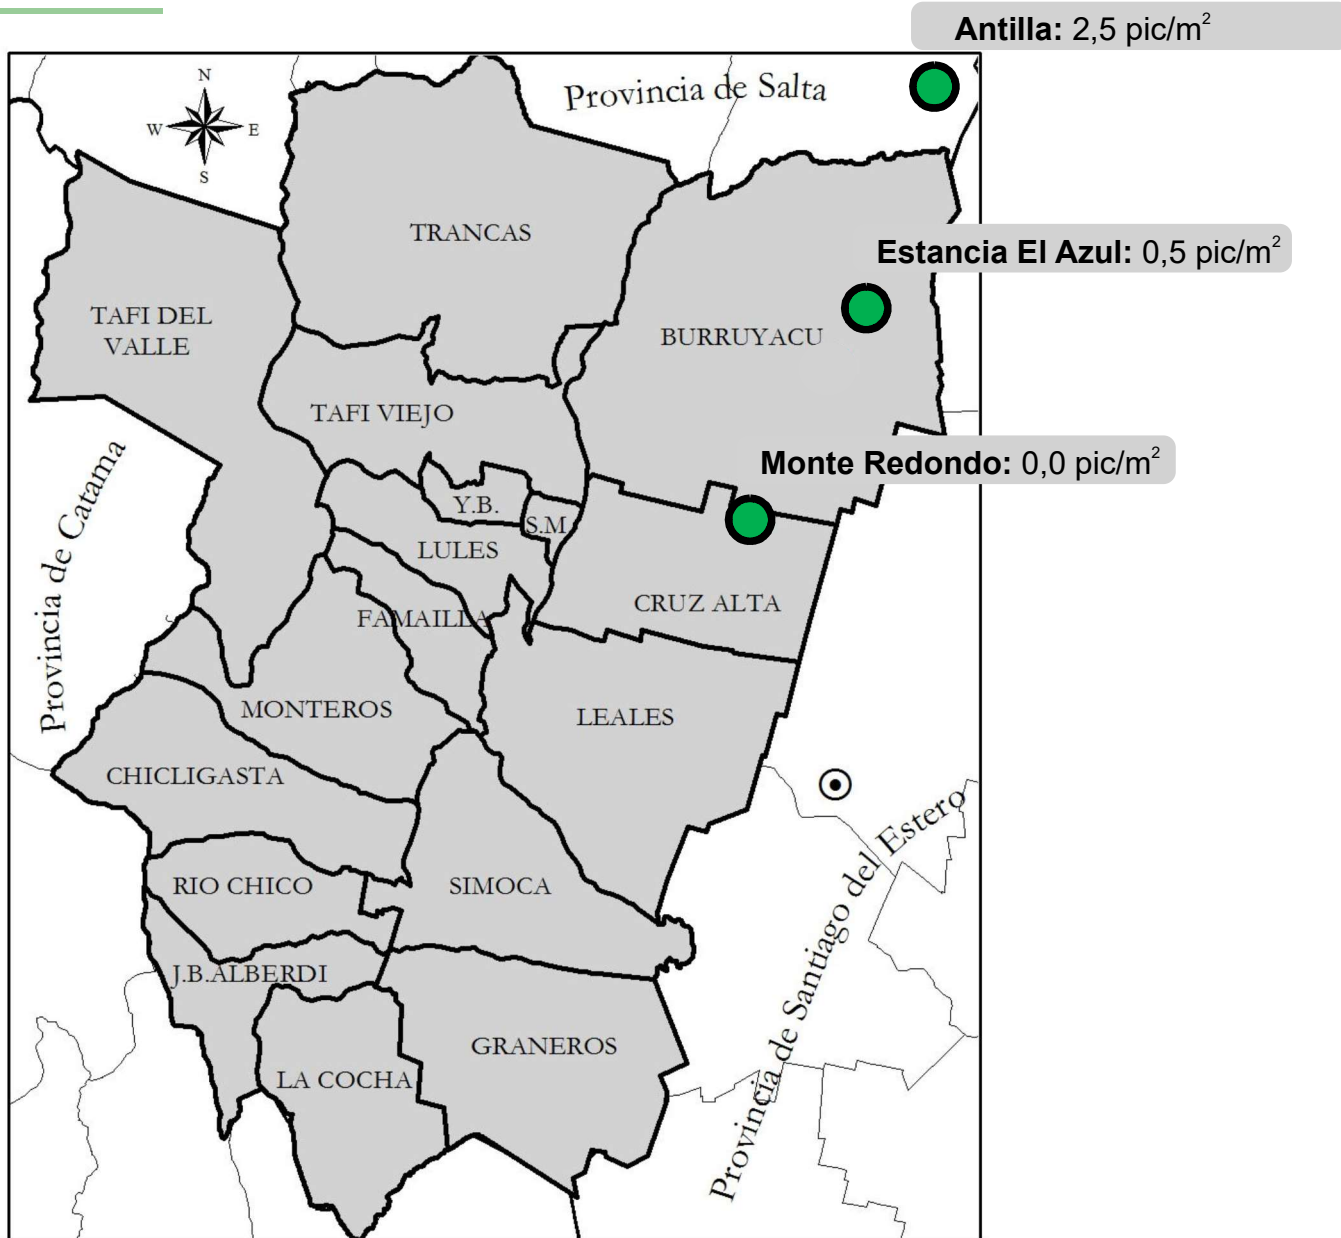 Antilla: 2,5 pic/m²
Provincia de Salta
N
W
E
S
TRANCAS
Estancia El Azul: 0,5 pic/m²
TAFI DEL
VALLE
BURRUYACU
TAFI VIEJO
Monte Redondo: 0,0 pic/m²
Y.B.
S.M
LULES
Provincia de Catama
FAMAILLA
CRUZ ALTA
MONTEROS
LEALES
CHICLIGASTA
RIO CHICO
SIMOCA
Provincia de Santiago del Estero
J.B.ALBERDI
GRANEROS
LA COCHA